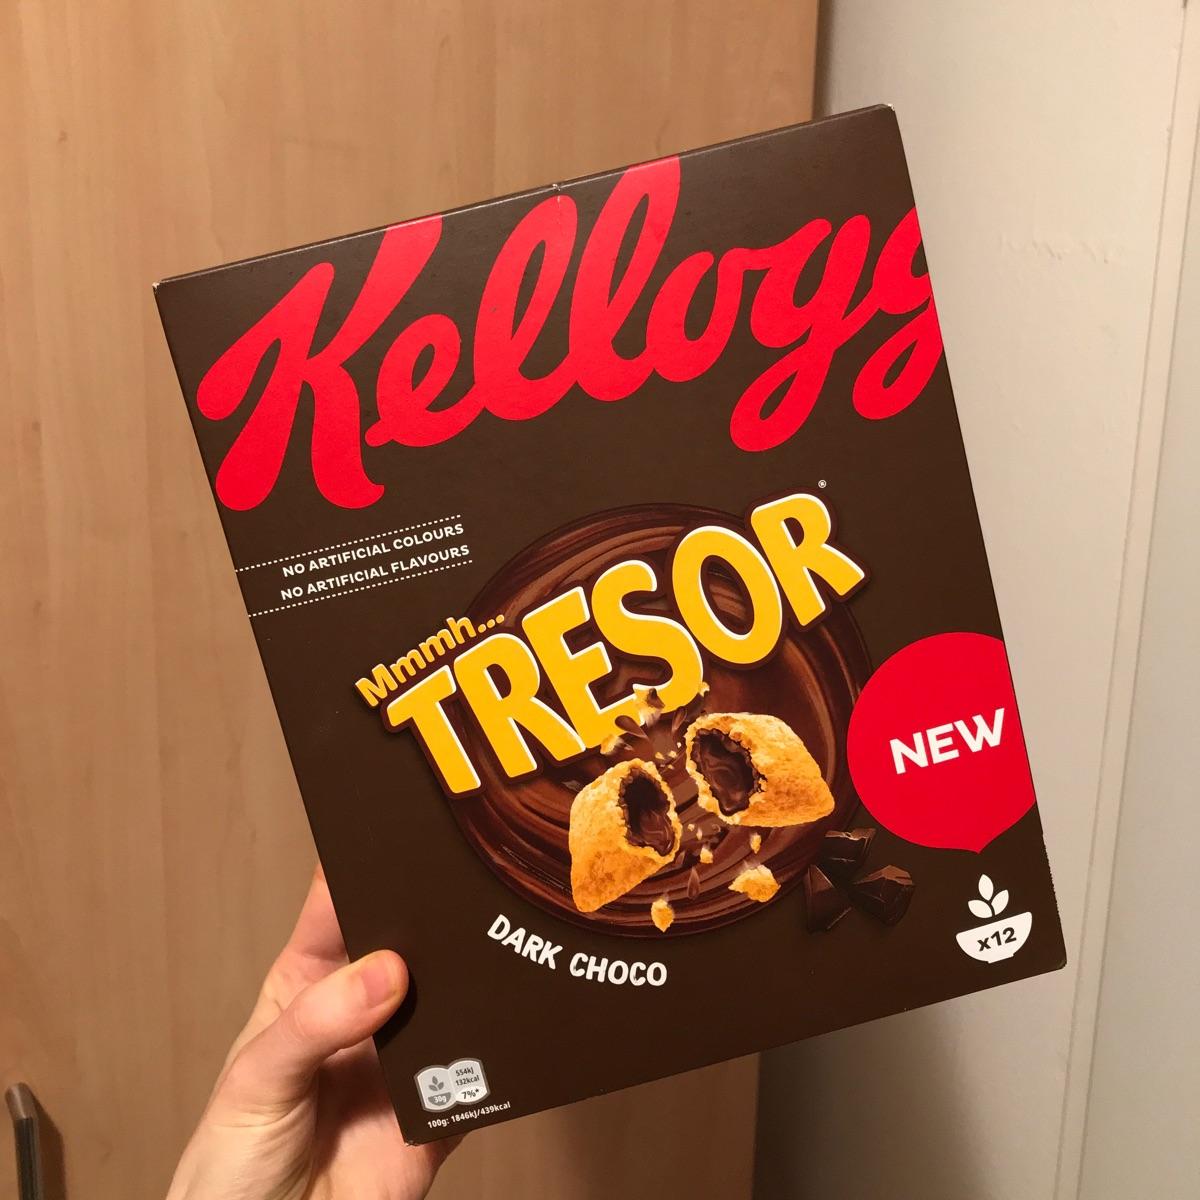 Kellogg
NO ARTIFICIAL COLOURS
NO ARTIFICIAL FLAVOURS
Mmmh...
TRESOR®
NEW
DARK CHOCO
x12
554kJ
132kcal
30g
7%*
100g: 1846kJ/439kcal